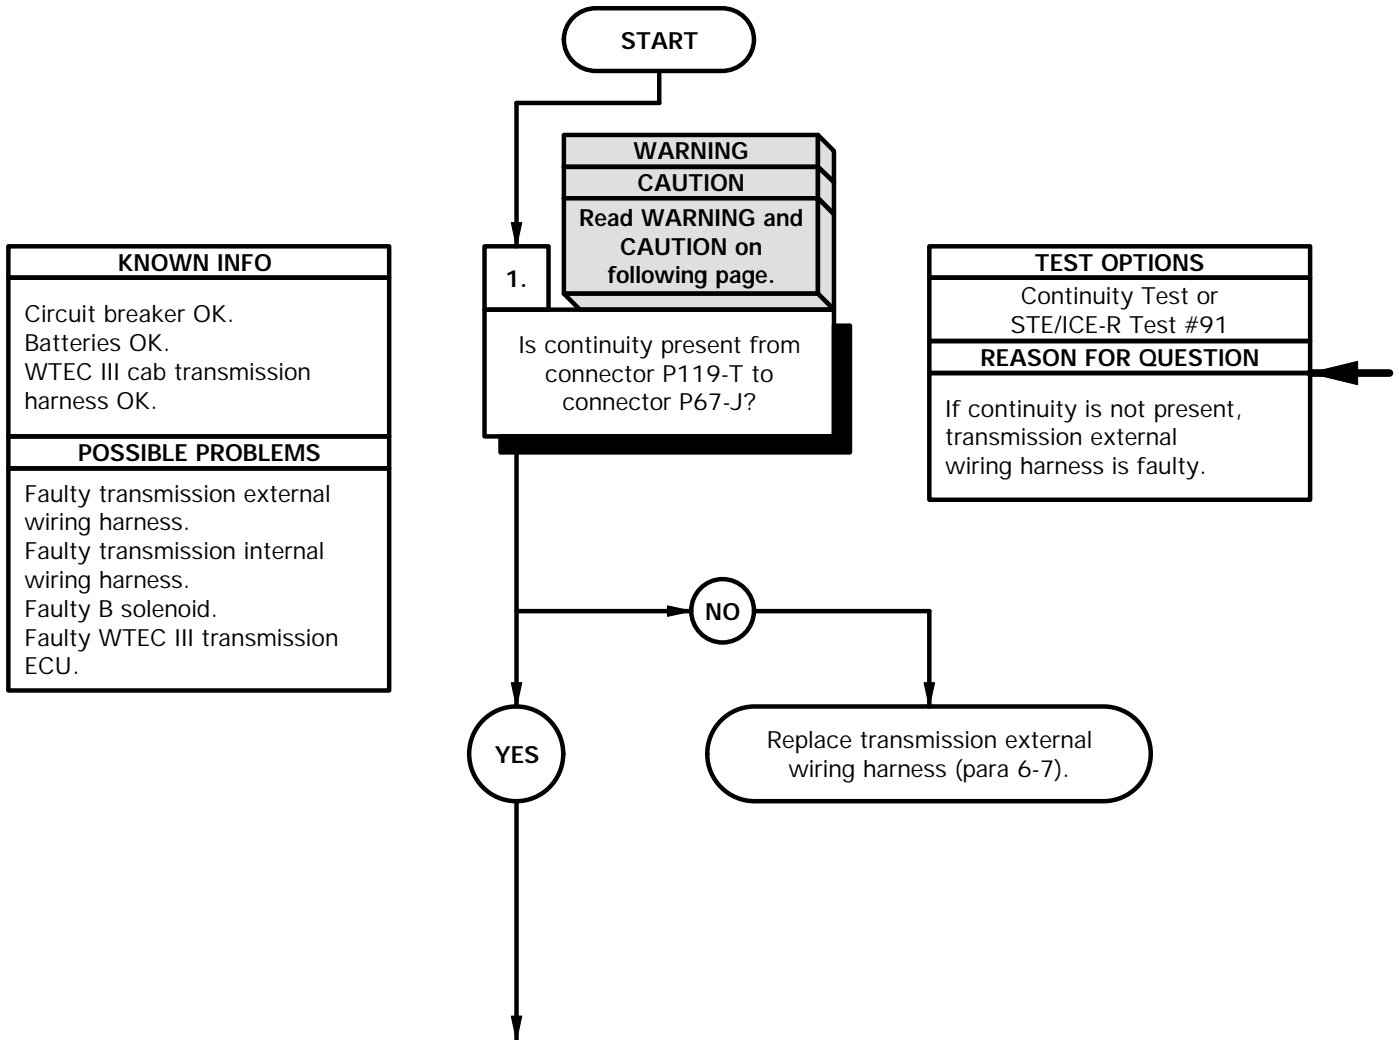 START
WARNING
CAUTION
Read WARNING and
CAUTION on
following page.
1.
Is continuity present from
connector P119-T to
connector P67-J?
KNOWN INFO
Circuit breaker OK.
Batteries OK.
WTEC III cab transmission
harness OK.
POSSIBLE PROBLEMS
Faulty transmission external
wiring harness.
Faulty transmission internal
wiring harness.
Faulty B solenoid.
Faulty WTEC III transmission
ECU.
TEST OPTIONS
Continuity Test or
STE/ICE-R Test #91
REASON FOR QUESTION
If continuity is not present,
transmission external
wiring harness is faulty.
NO
YES
Replace transmission external
wiring harness (para 6-7).